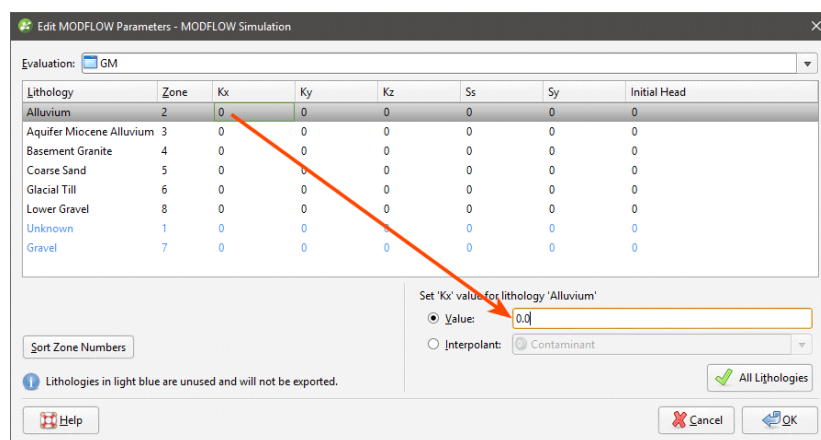 Edit MODFLOW Parameters - MODFLOW Simulation
Evaluation: GM
Lithology Zone Kx Ky Kz Ss Sy Initial Head
Alluvium 2 0 0 0 0 0 0
Aquifer Miocene Alluvium 3 0 0 0 0 0 0
Basement Granite 4 0 0 0 0 0 0
Coarse Sand 5 0 0 0 0 0 0
Glacial Till 6 0 0 0 0 0 0
Lower Gravel 8 0 0 0 0 0 0
Unknown 1 0 0 0 0 0 0
Gravel 7 0 0 0 0 0 0
Set 'Kx' value for lithology 'Alluvium'
Value: 0.0
Sort Zone Numbers
Interpolant: Contaminant
Lithologies in light blue are unused and will not be exported.
All Lithologies
Help
Cancel
OK